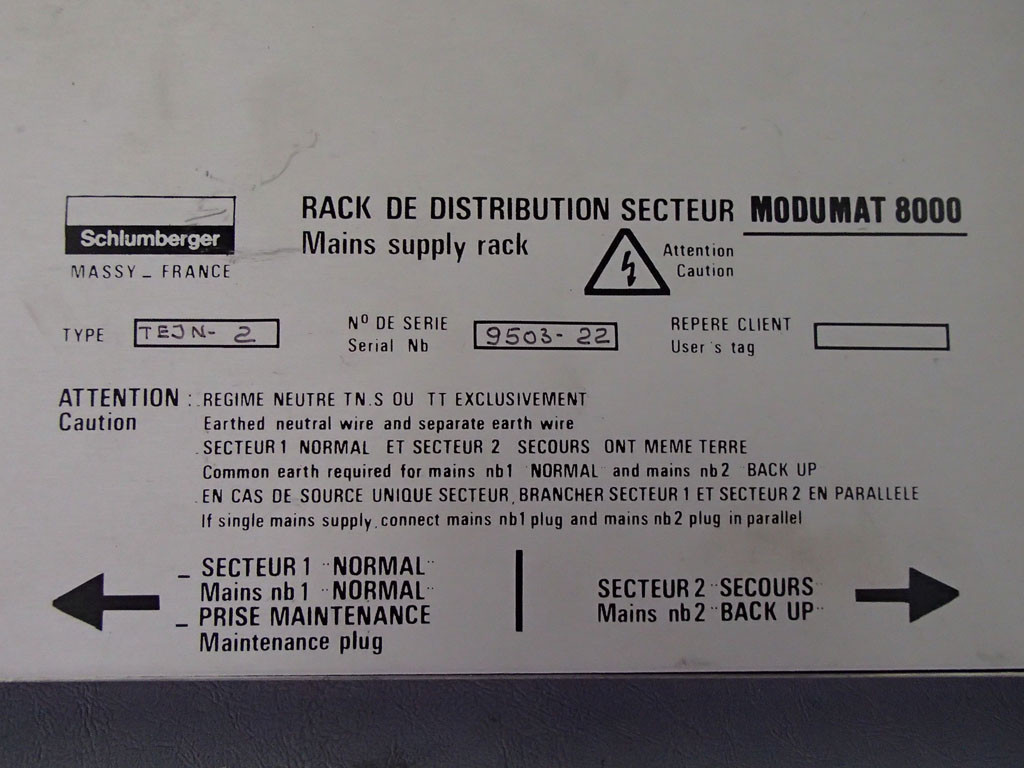 Schlumberger
MASSY _ FRANCE
RACK DE DISTRIBUTION SECTEUR MODUMAT 8000
Mains supply rack
Attention
Caution
TYPE TEJN- 2
Nº DE SERIE 9503-22
Serial Nb
REPERE CLIENT
User's tag
ATTENTION : .REGIME NEUTRE TN.S OU TT EXCLUSIVEMENT
Caution Earthed neutral wire and separate earth wire
.SECTEUR 1 NORMAL ET SECTEUR 2 SECOURS ONT MEME TERRE
Common earth required for mains nb1 "NORMAL" and mains nb2 "BACK UP"
.EN CAS DE SOURCE UNIQUE SECTEUR, BRANCHER SECTEUR 1 ET SECTEUR 2 EN PARALLELE
If single mains supply, connect mains nb1 plug and mains nb2 plug in parallel
_ SECTEUR 1 "NORMAL"
Mains nb1 "NORMAL"
_ PRISE MAINTENANCE
Maintenance plug
SECTEUR 2 "SECOURS"
Mains nb2 "BACK UP"